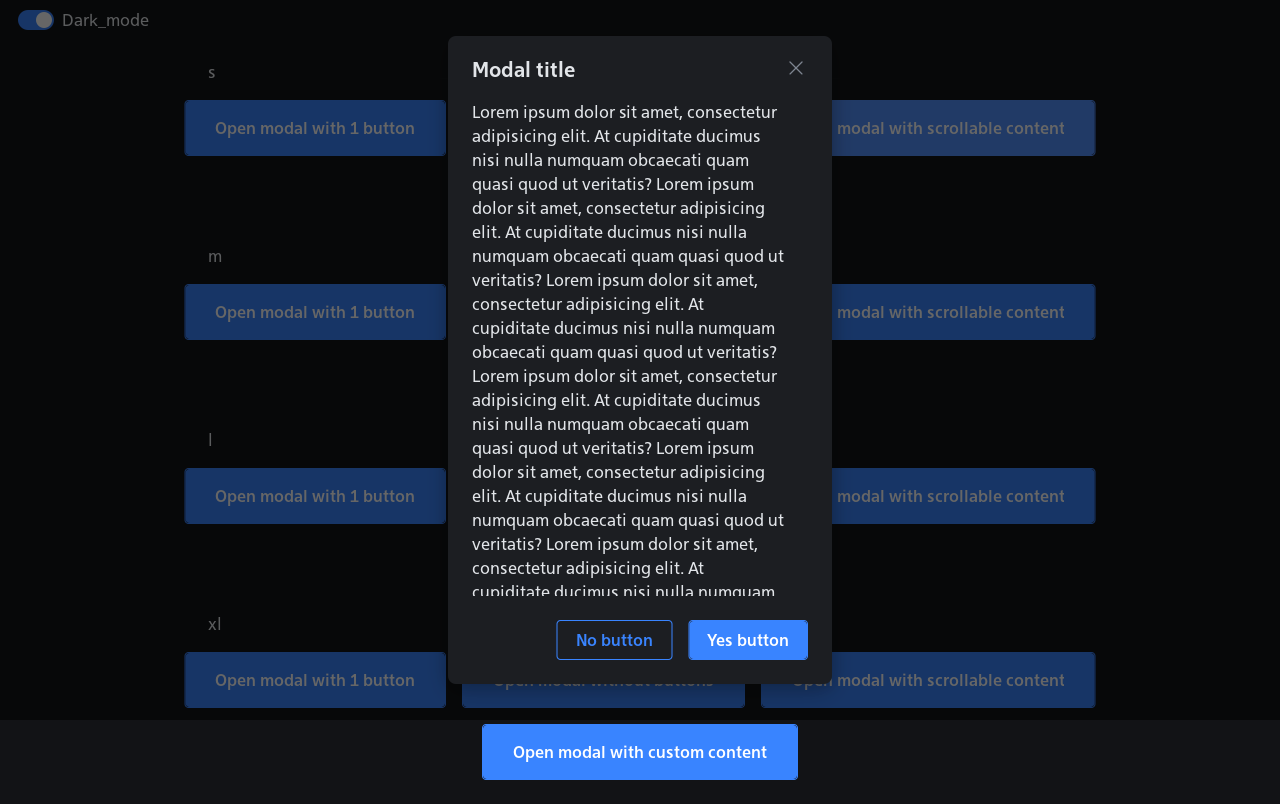 Dark_mode
s
Open modal with 1 button
modal with scrollable content
m
Open modal with 1 button
modal with scrollable content
l
Open modal with 1 button
modal with scrollable content
xl
Open modal with 1 button
Open modal without buttons
Open modal with scrollable content
Modal title
Lorem ipsum dolor sit amet, consectetur
adipisicing elit. At cupiditate ducimus
nisi nulla numquam obcaecati quam
quasi quod ut veritatis? Lorem ipsum
dolor sit amet, consectetur adipisicing
elit. At cupiditate ducimus nisi nulla
numquam obcaecati quam quasi quod ut
veritatis? Lorem ipsum dolor sit amet,
consectetur adipisicing elit. At
cupiditate ducimus nisi nulla numquam
obcaecati quam quasi quod ut veritatis?
Lorem ipsum dolor sit amet, consectetur
adipisicing elit. At cupiditate ducimus
nisi nulla numquam obcaecati quam
quasi quod ut veritatis? Lorem ipsum
dolor sit amet, consectetur adipisicing
elit. At cupiditate ducimus nisi nulla
numquam obcaecati quam quasi quod ut
veritatis? Lorem ipsum dolor sit amet,
consectetur adipisicing elit. At
cupiditate ducimus nisi nulla numquam
No button
Yes button
Open modal with custom content